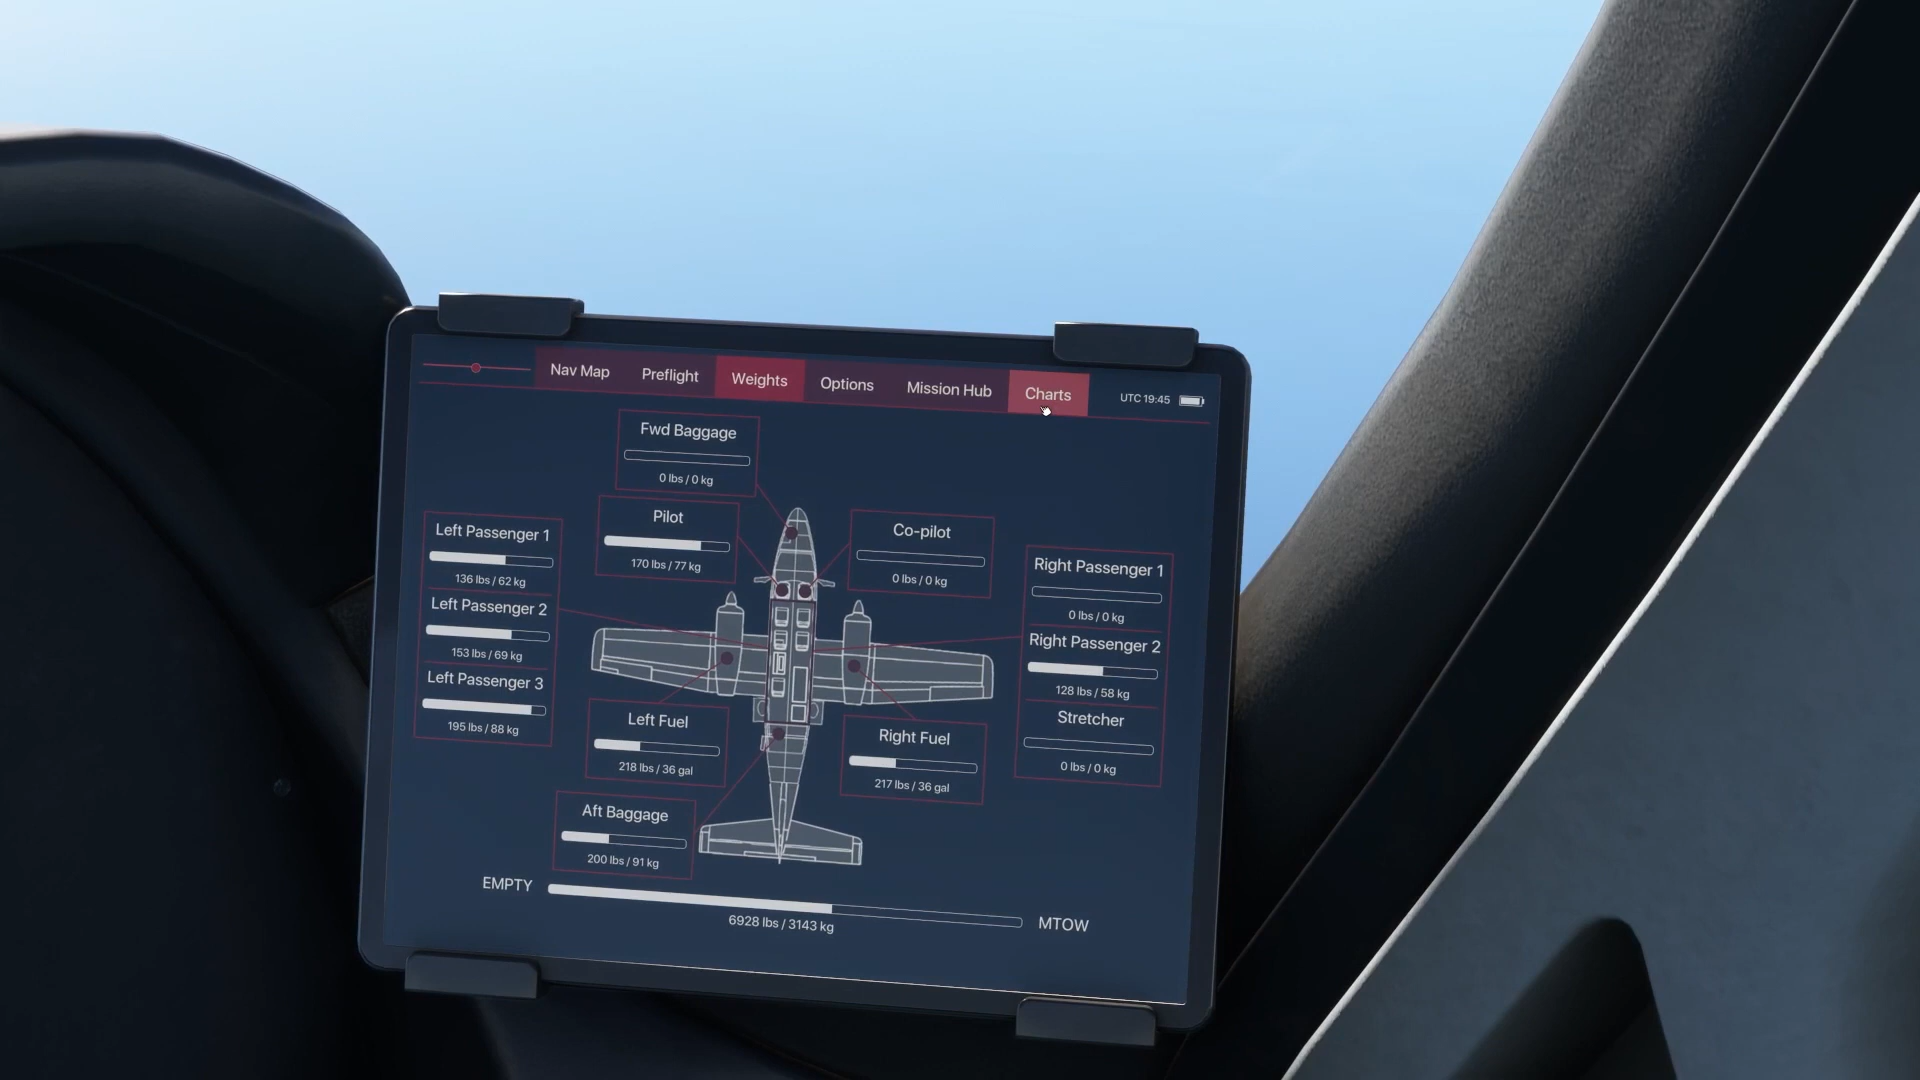 Nav Map Preflight Weights Options Mission Hub Charts UTC 19:45
Fwd Baggage
0 lbs / 0 kg
Pilot
170 lbs / 77 kg
Co-pilot
0 lbs / 0 kg
Left Passenger 1
136 lbs / 62 kg
Left Passenger 2
153 lbs / 69 kg
Left Passenger 3
195 lbs / 88 kg
Right Passenger 1
0 lbs / 0 kg
Right Passenger 2
128 lbs / 58 kg
Stretcher
0 lbs / 0 kg
Left Fuel
218 lbs / 36 gal
Right Fuel
217 lbs / 36 gal
Aft Baggage
200 lbs / 91 kg
EMPTY
6928 lbs / 3143 kg
MTOW